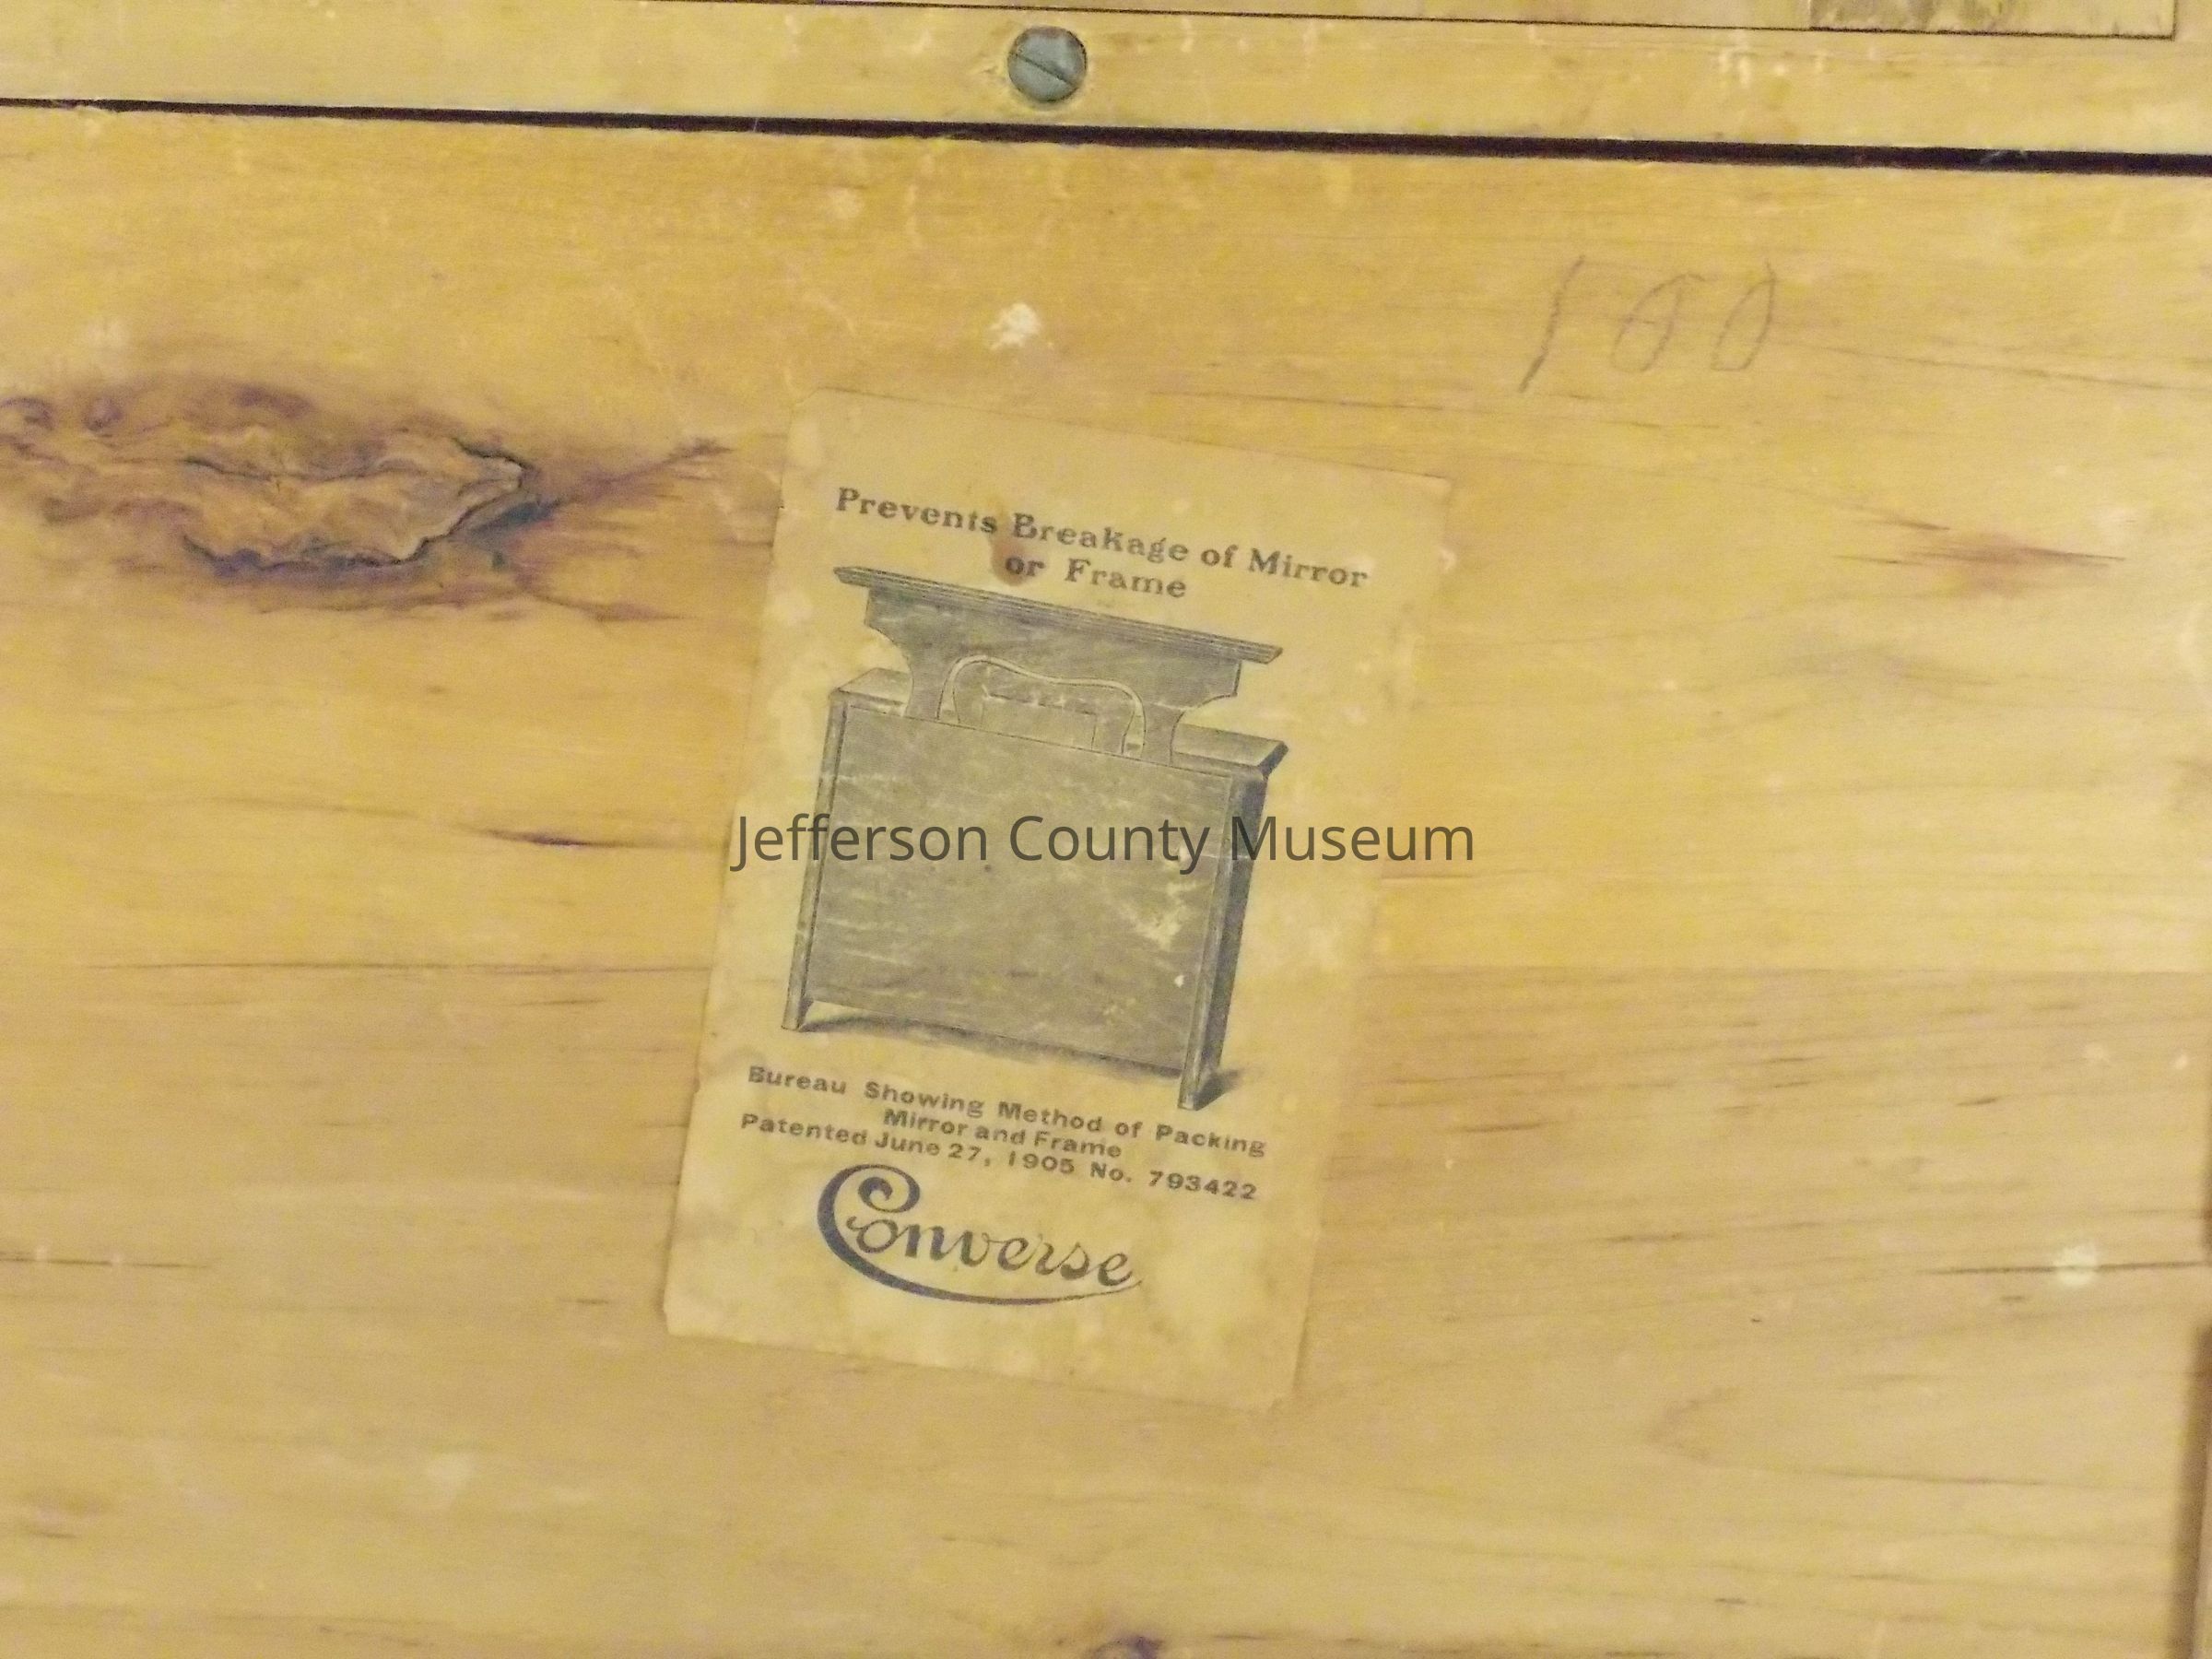 100
Prevents Breakage of Mirror
or Frame
Jefferson County Museum
Bureau Showing Method of Packing
Mirror and Frame
Patented June 27, 1905 No. 793422
Converse